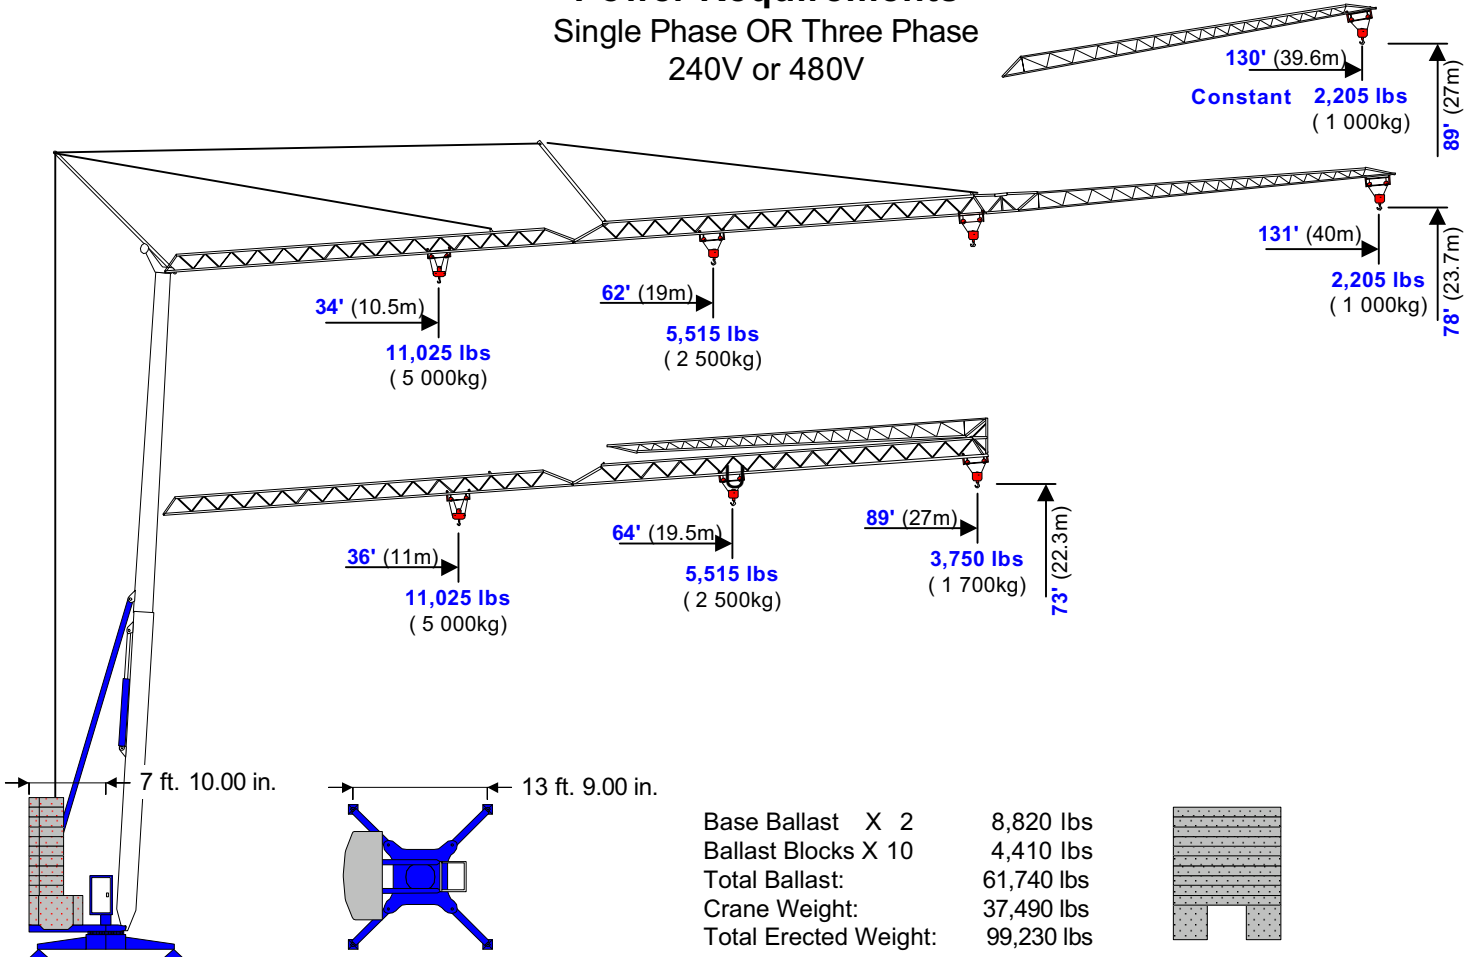 Power Requirements
Single Phase OR Three Phase
240V or 480V
130' (39.6m)
Constant 2,205 lbs
( 1 000kg)
89' (27m)
131' (40m)
2,205 lbs
( 1 000kg)
78' (23.7m)
34' (10.5m)
11,025 lbs
( 5 000kg)
62' (19m)
5,515 lbs
( 2 500kg)
36' (11m)
11,025 lbs
( 5 000kg)
64' (19.5m)
5,515 lbs
( 2 500kg)
89' (27m)
3,750 lbs
( 1 700kg)
73' (22.3m)
7 ft. 10.00 in.
13 ft. 9.00 in.
Base Ballast X 2 8,820 lbs
Ballast Blocks X 10 4,410 lbs
Total Ballast: 61,740 lbs
Crane Weight: 37,490 lbs
Total Erected Weight: 99,230 lbs